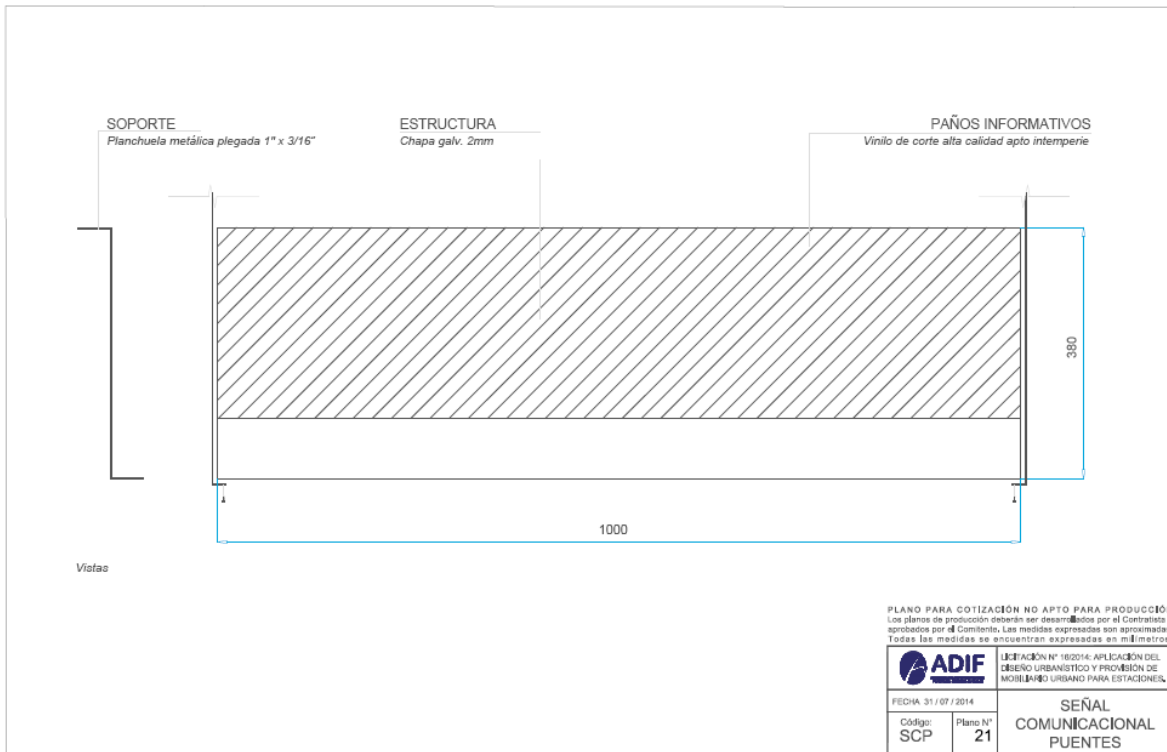 SOPORTE
Planchuela metálica plegada 1" x 3/16"
ESTRUCTURA
Chapa galv. 2mm
PAÑOS INFORMATIVOS
Vinilo de corte alta calidad apto intemperie
380
1000
Vistas
PLANO PARA COTIZACIÓN NO APTO PARA PRODUCCIÓ
Los planos de producción deberán ser desarrollados por el Contratista
aprobados por el Comitente. Las medidas expresadas son aproximada
Todas las medidas se encuentran expresadas en milímetros
ADIF
LICITACIÓN N° 16/2014: APLICACIÓN DEL
DISEÑO URBANÍSTICO Y PROVISIÓN DE
MOBILIARIO URBANO PARA ESTACIONES.
FECHA 31 / 07 / 2014
Código:
SCP
Plano N°
21
SEÑAL
COMUNICACIONAL
PUENTES